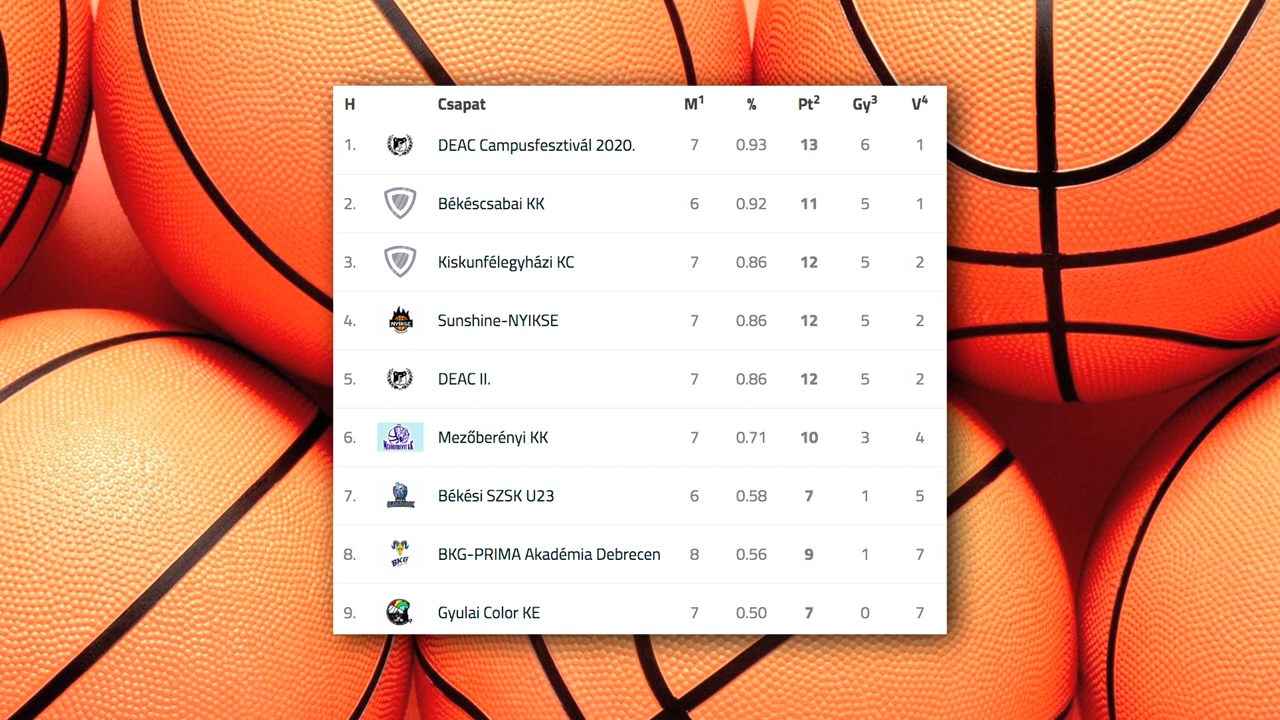 H Csapat M¹ % Pt² Gy³ V⁴
1. DEAC Campusfesztivál 2020. 7 0.93 13 6 1
2. Békéscsabai KK 6 0.92 11 5 1
3. Kiskunfélegyházi KC 7 0.86 12 5 2
4. NYIKSE Sunshine-NYIKSE 7 0.86 12 5 2
5. DEAC II. 7 0.86 12 5 2
6. Mezőberényi KK 7 0.71 10 3 4
7. Békési SZSK U23 6 0.58 7 1 5
8. BKG BKG-PRIMA Akadémia Debrecen 8 0.56 9 1 7
9. Gyulai Color KE 7 0.50 7 0 7